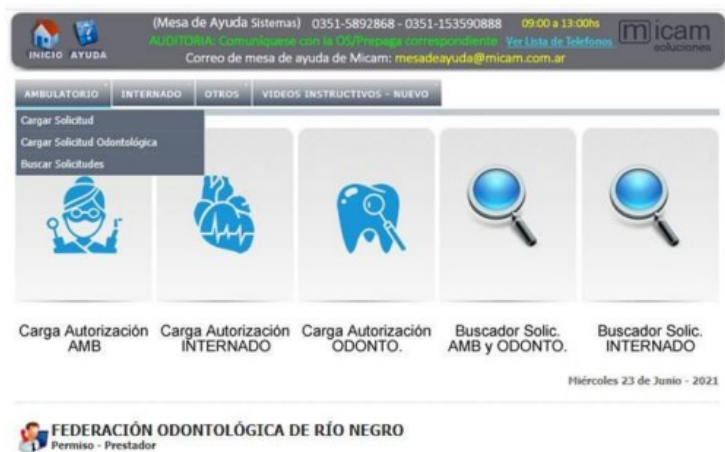 (Mesa de Ayuda Sistemas) 0351-5892868 - 0351-153590888 09:00 a 13:00hs
AUDITORIA: Comuníquese con la OS/Prepaga correspondiente Ver Lista de Telefonos
Correo de mesa de ayuda de Micam: mesadeayuda@micam.com.ar
INICIO AYUDA
micam
soluciones
AMBULATORIO INTERNADO OTROS VIDEOS INSTRUCTIVOS - NUEVO
Cargar Solicitud
Cargar Solicitud Odontológica
Buscar Solicitudes
Carga Autorización AMB
Carga Autorización INTERNADO
Carga Autorización ODONTO.
Buscador Solic. AMB y ODONTO.
Buscador Solic. INTERNADO
Miércoles 23 de Junio - 2021
FEDERACIÓN ODONTOLÓGICA DE RÍO NEGRO
Permiso - Prestador